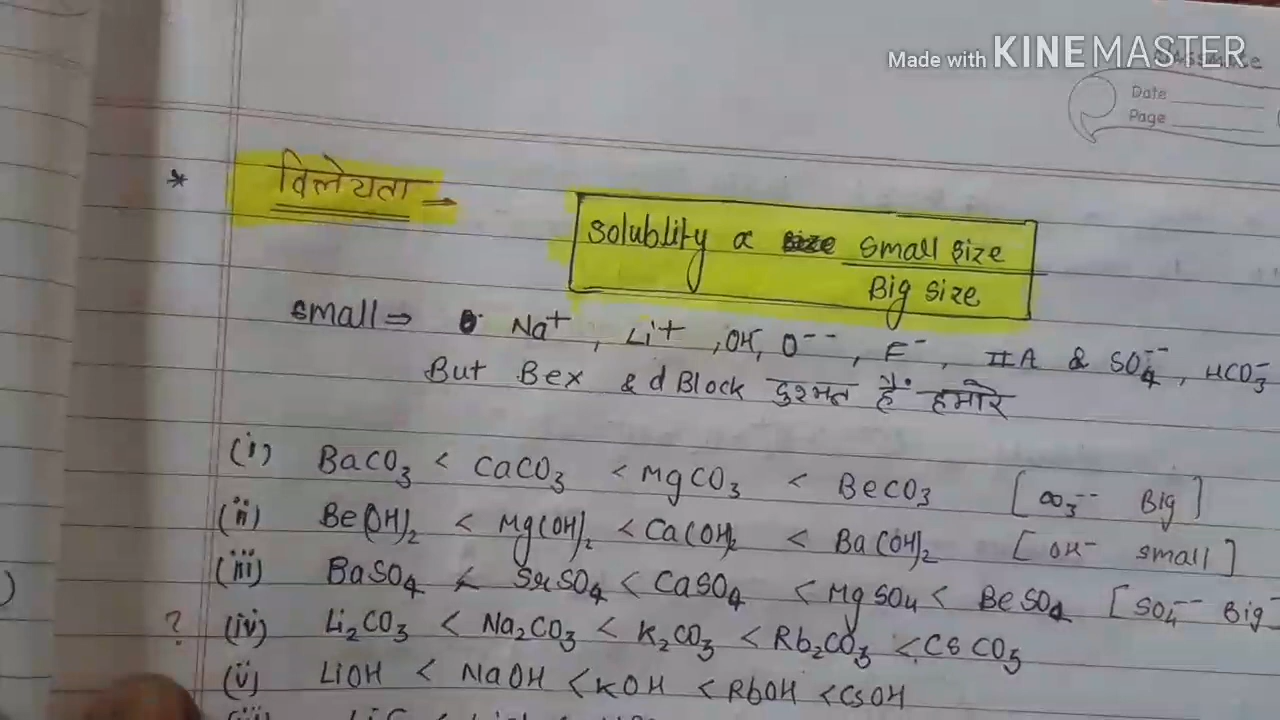 Made with KINEMASTER
Date
Page
* विलेयता →
Solublity α small size
Big size
small ⇒ Na⁺, Li⁺, OH⁻, O⁻⁻, F⁻, IIA & SO₄⁻⁻, HCO₃⁻
But Bex & d Block दुश्मत हैं हमारे
(i) BaCO₃ < CaCO₃ < MgCO₃ < BeCO₃ [CO₃⁻⁻ Big]
(ii) Be(OH)₂ < Mg(OH)₂ < Ca(OH)₂ < Ba(OH)₂ [OH⁻ small]
(iii) BaSO₄ < SrSO₄ < CaSO₄ < MgSO₄ < BeSO₄ [SO₄⁻⁻ Big
? (iv) Li₂CO₃ < Na₂CO₃ < K₂CO₃ < Rb₂CO₃ < CsCO₃
(v) LiOH < NaOH < KOH < RbOH < CsOH